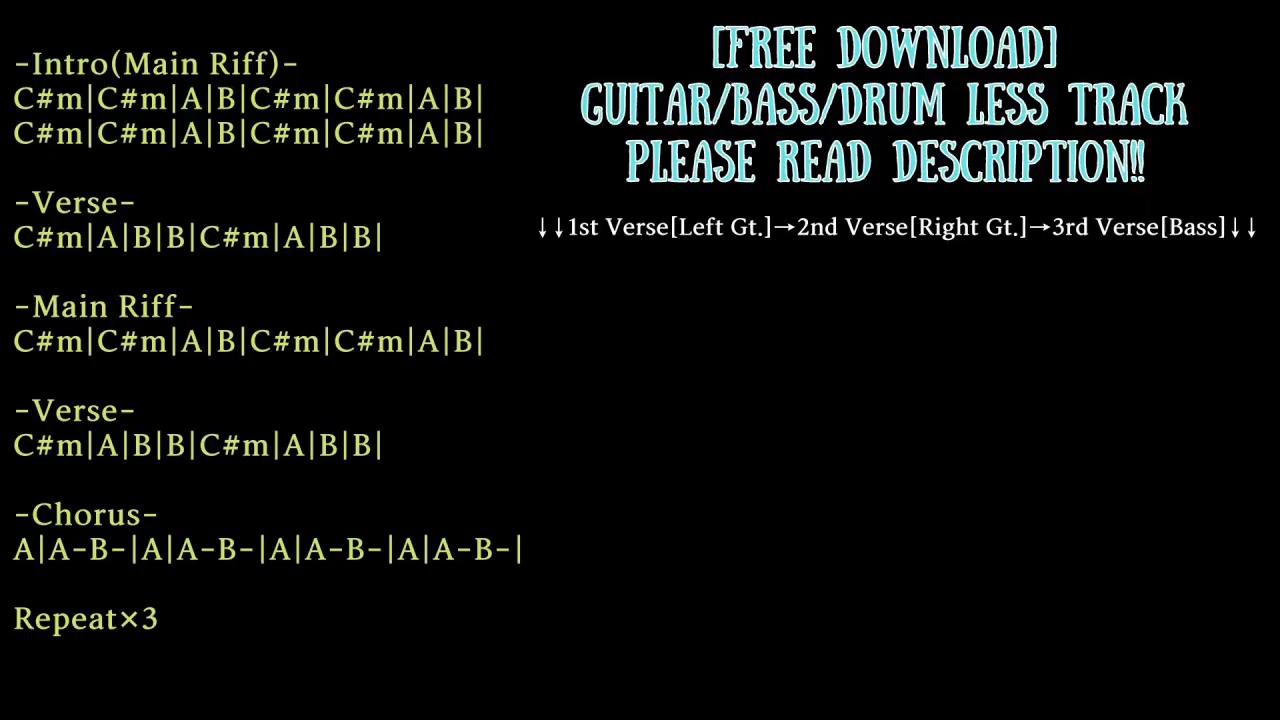 -Intro(Main Riff)-
C#m|C#m|A|B|C#m|C#m|A|B|
C#m|C#m|A|B|C#m|C#m|A|B|
-Verse-
C#m|A|B|B|C#m|A|B|B|
-Main Riff-
C#m|C#m|A|B|C#m|C#m|A|B|
-Verse-
C#m|A|B|B|C#m|A|B|B|
-Chorus-
A|A-B-|A|A-B-|A|A-B-|A|A-B-|
Repeat×3
[FREE DOWNLOAD]
GUITAR/BASS/DRUM LESS TRACK
PLEASE READ DESCRIPTION!!
↓↓1st Verse[Left Gt.]→2nd Verse[Right Gt.]→3rd Verse[Bass]↓↓